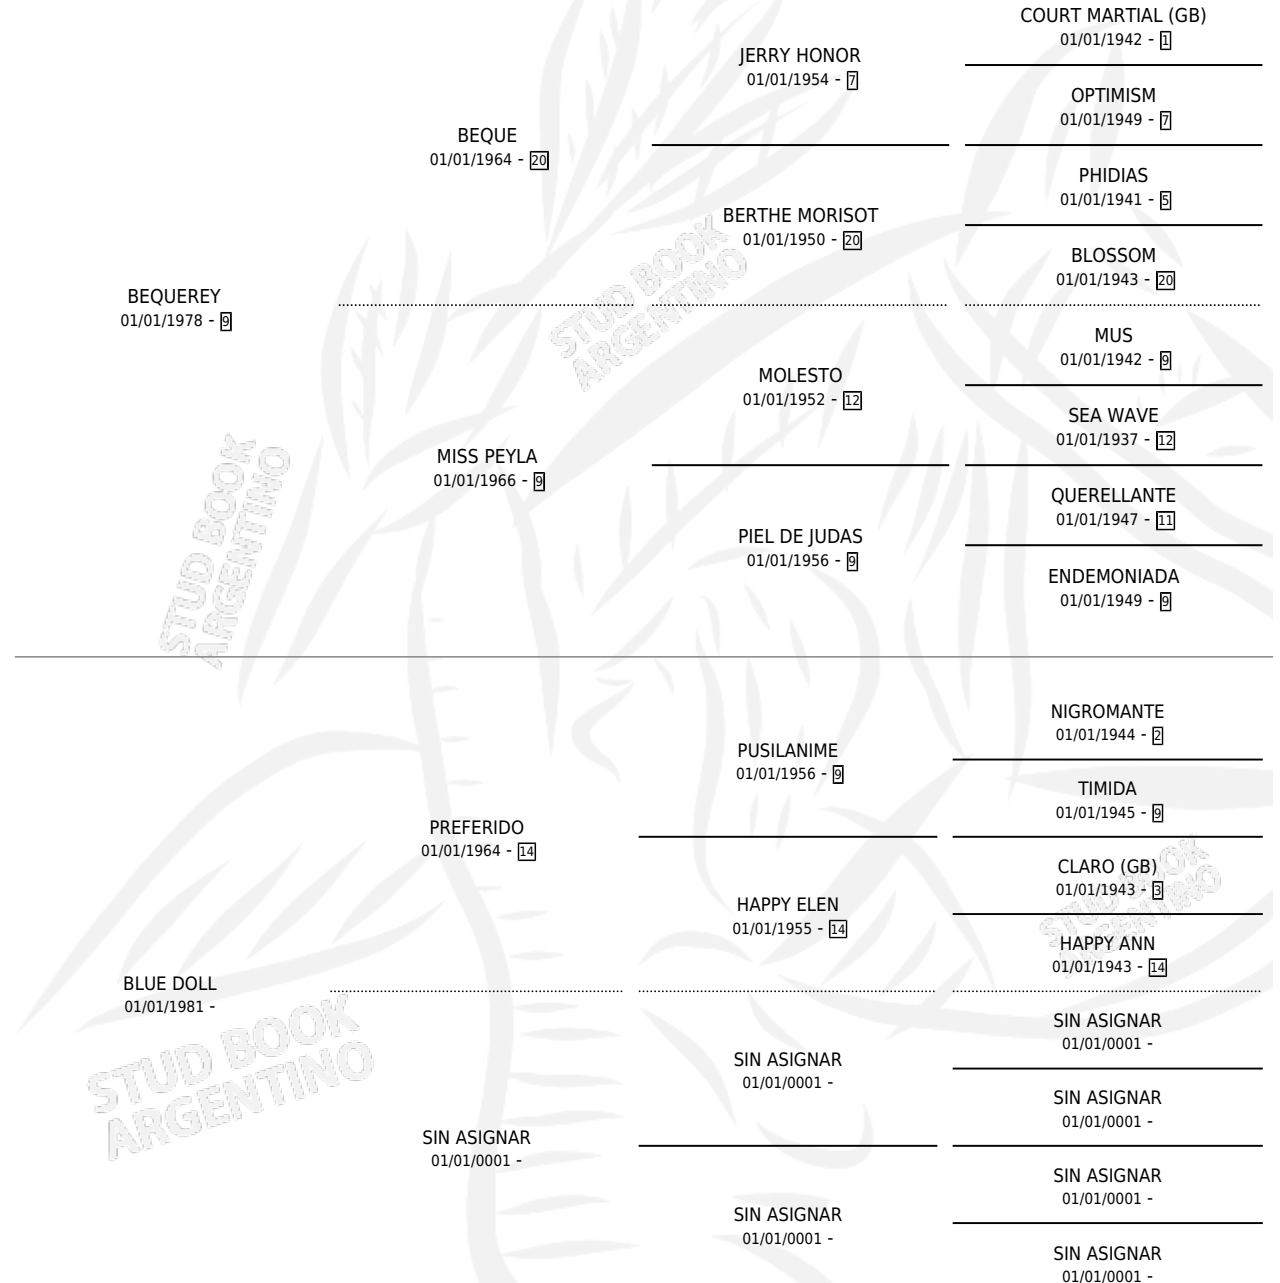 COURT MARTIAL (GB)
01/01/1942 - 1
JERRY HONOR
01/01/1954 - 7
OPTIMISM
01/01/1949 - 7
BEQUE
01/01/1964 - 20
PHIDIAS
01/01/1941 - 5
BERTHE MORISOT
01/01/1950 - 20
BLOSSOM
01/01/1943 - 20
BEQUEREY
01/01/1978 - 9
MUS
01/01/1942 - 9
MOLESTO
01/01/1952 - 12
SEA WAVE
01/01/1937 - 12
MISS PEYLA
01/01/1966 - 9
QUERELLANTE
01/01/1947 - 11
PIEL DE JUDAS
01/01/1956 - 9
ENDEMONIADA
01/01/1949 - 9
NIGROMANTE
01/01/1944 - 2
PUSILANIME
01/01/1956 - 9
TIMIDA
01/01/1945 - 9
PREFERIDO
01/01/1964 - 14
CLARO (GB)
01/01/1943 - 3
HAPPY ELEN
01/01/1955 - 14
HAPPY ANN
01/01/1943 - 14
BLUE DOLL
01/01/1981 -
SIN ASIGNAR
01/01/0001 -
SIN ASIGNAR
01/01/0001 -
SIN ASIGNAR
01/01/0001 -
SIN ASIGNAR
01/01/0001 -
SIN ASIGNAR
01/01/0001 -
SIN ASIGNAR
01/01/0001 -
SIN ASIGNAR
01/01/0001 -
STUD BOOK
ARGENTINO
STUD BOOK
ARGENTINO
STUD BOOK
ARGENTINO
STUD BOOK
ARGENTINO